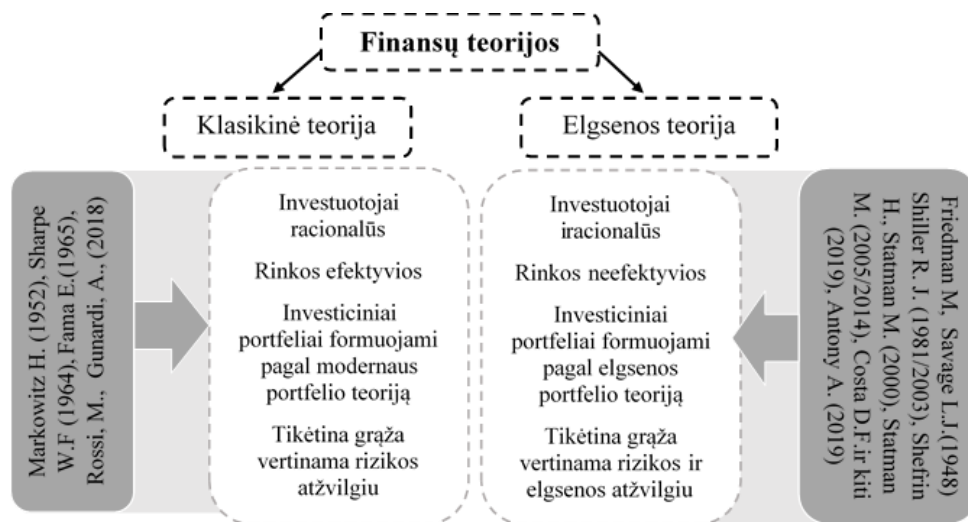 Finansų teorijos
Klasikinė teorija
Elgsenos teorija
Markowitz H. (1952), Sharpe
W.F (1964), Fama E.(1965),
Rossi, M., Gunardi, A., (2018)
Investuotojai
racionalūs
Rinkos efektyvios
Investiciniai
portfeliai formuojami
pagal modernaus
portfelio teoriją
Tikėtina grąža
vertinama rizikos
atžvilgiu
Investuotojai
iracionalūs
Rinkos neefektyvios
Investiciniai
portfeliai formuojami
pagal elgsenos
portfelio teoriją
Tikėtina grąža
vertinama rizikos ir
elgsenos atžvilgiu
Friedman M, Savage L.J.(1948)
Shiller R. J. (1981/2003), Shefrin
H., Statman M. (2000), Statman
M. (2005/2014), Costa D.F.ir kiti
(2019), Antony A. (2019)